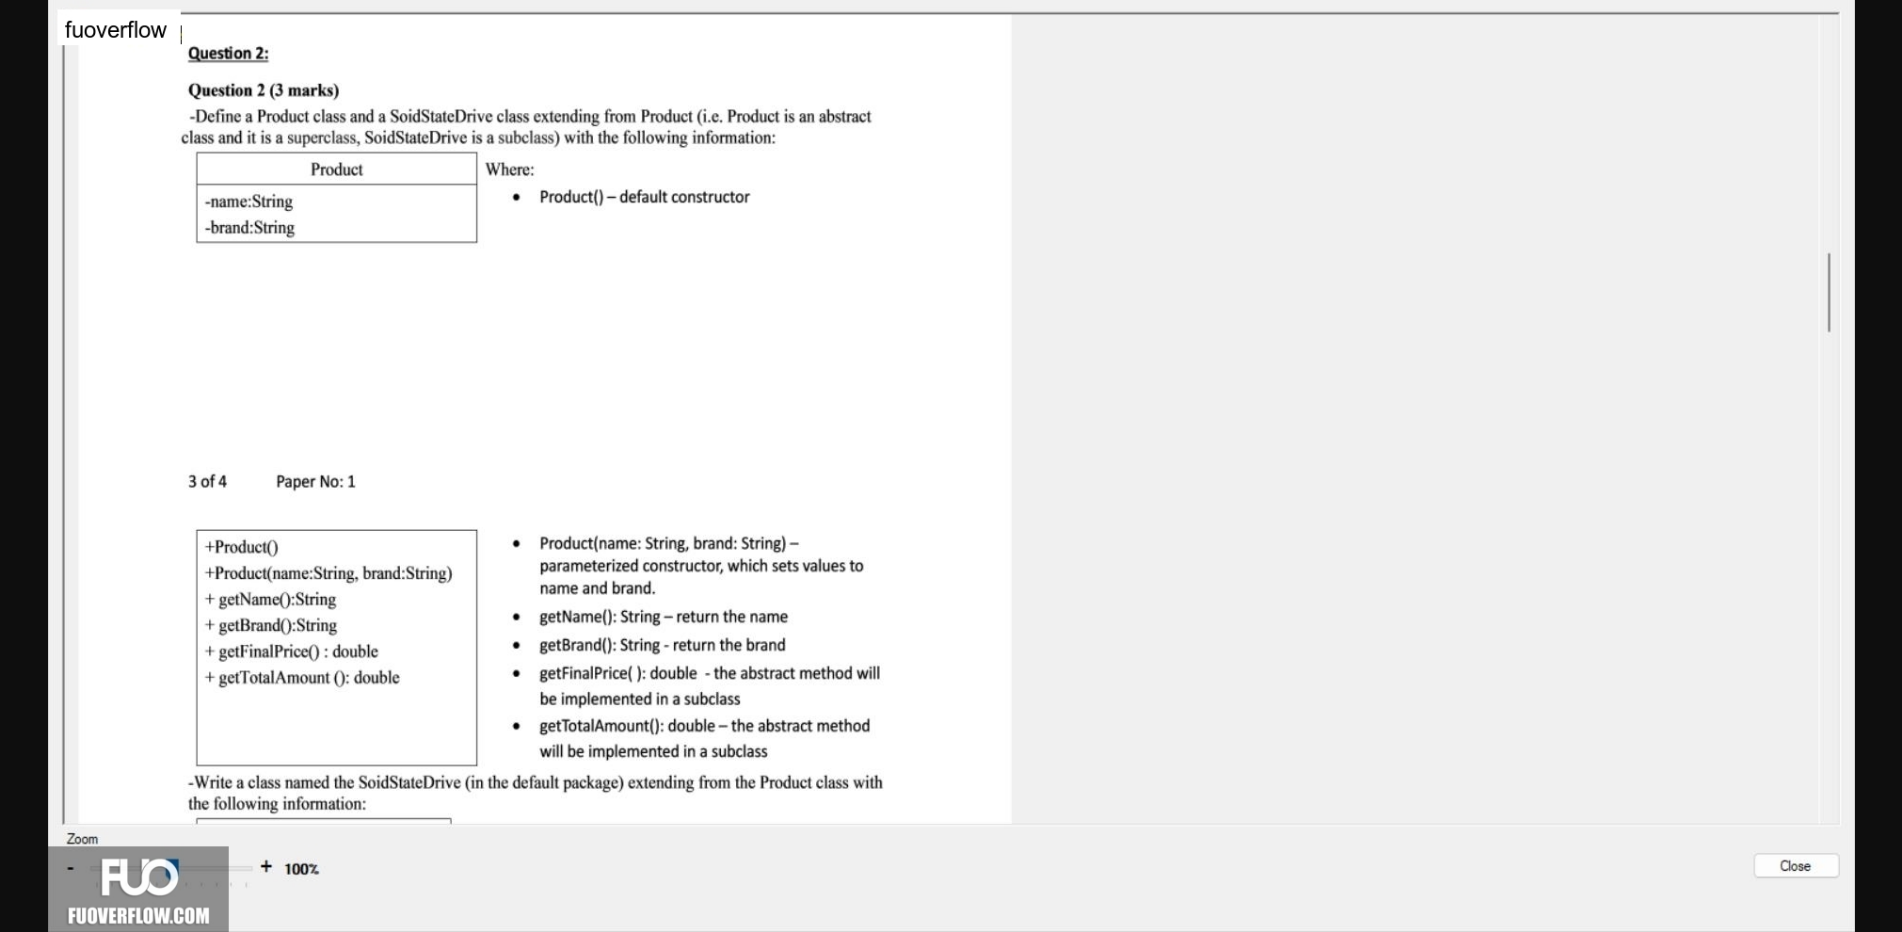 fuoverflow
Question 2:
Question 2 (3 marks)
-Define a Product class and a SoidStateDrive class extending from Product (i.e. Product is an abstract
class and it is a superclass, SoidStateDrive is a subclass) with the following information:
Product
-name:String
-brand:String
Where:
• Product() – default constructor
3 of 4 Paper No: 1
+Product()
+Product(name:String, brand:String)
+ getName():String
+ getBrand():String
+ getFinalPrice() : double
+ getTotalAmount (): double
• Product(name: String, brand: String) –
parameterized constructor, which sets values to
name and brand.
• getName(): String – return the name
• getBrand(): String - return the brand
• getFinalPrice( ): double - the abstract method will
be implemented in a subclass
• getTotalAmount(): double – the abstract method
will be implemented in a subclass
-Write a class named the SoidStateDrive (in the default package) extending from the Product class with
the following information:
Zoom
- + 100%
Close
FUO
FUOVERFLOW.COM